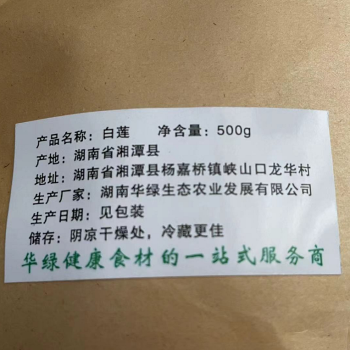 产品名称：白莲 净含量：500g
产地：湖南省湘潭县
地址：湖南省湘潭县杨嘉桥镇峡山口龙华村
生产厂家：湖南华绿生态农业发展有限公司
生产日期：见包装
储存：阴凉干燥处，冷藏更佳
华绿健康食材的一站式服务商